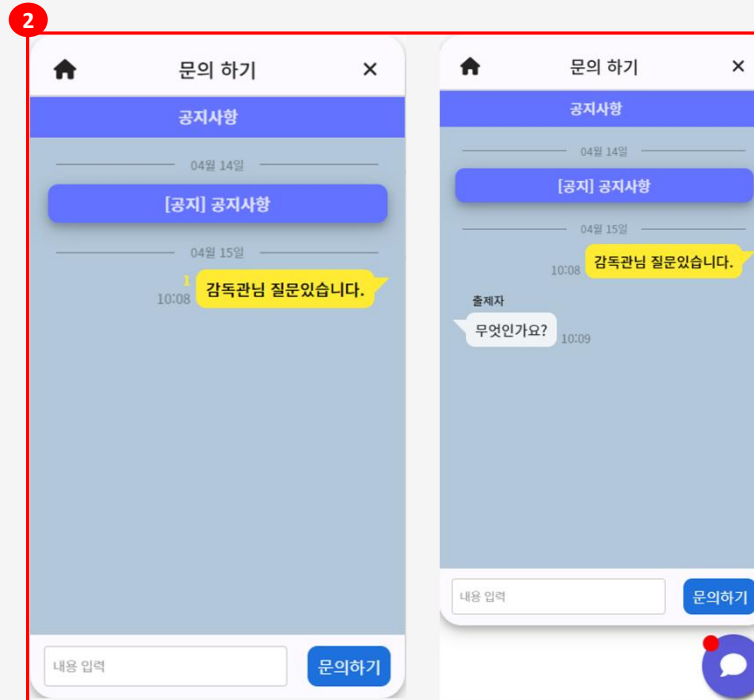 2
문의 하기
×
공지사항
04월 14일
[공지] 공지사항
04월 15일
1
10:08
감독관님 질문있습니다.
내용 입력
문의하기
문의 하기
×
공지사항
04월 14일
[공지] 공지사항
04월 15일
10:08
감독관님 질문있습니다.
출제자
무엇인가요?
10:09
내용 입력
문의하기